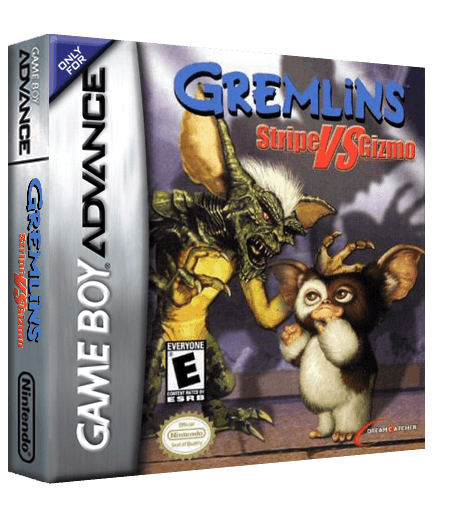 GAME BOY
ADVANCE
GREMLINS
Stripe VS Gizmo
Nintendo
ONLY
FOR
GAME BOY ADVANCE
GREMLINS
Stripe VS Gizmo
EVERYONE
E
CONTENT RATED BY
ESRB
Official
Nintendo
Seal of Quality
DREAMCATCHER